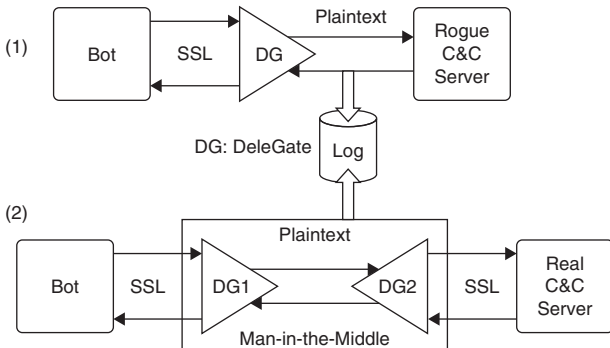 (1)
Bot
SSL
DG
Plaintext
Rogue
C&C
Server
DG: DeleGate
Log
(2)
Plaintext
Bot
SSL
DG1
DG2
SSL
Real
C&C
Server
Man-in-the-Middle